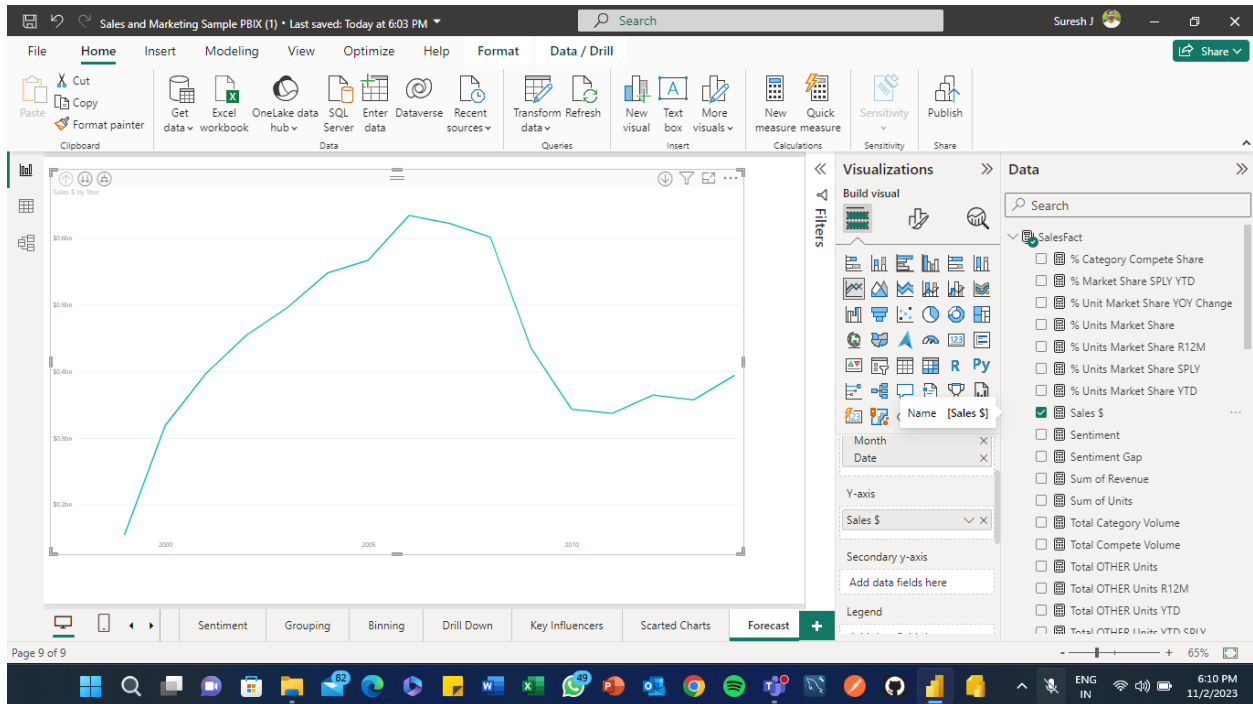 Sales and Marketing Sample PBIX (1) • Last saved: Today at 6:03 PM
Search
Suresh J
File Home Insert Modeling View Optimize Help Format Data / Drill
Share
Paste
Cut
Copy
Format painter
Get data
Excel workbook
OneLake data hub
SQL Server
Enter data
Dataverse
Recent sources
Transform data
Refresh
New visual
Text box
More visuals
New measure
Quick measure
Sensitivity
Publish
Clipboard Data Queries Insert Calculations Sensitivity Share
Sales $ by Year
$0.6bn
$0.5bn
$0.4bn
$0.3bn
$0.2bn
2000 2005 2010
Filters
Visualizations
Build visual
123
R Py
Name [Sales $]
Month
Date
Y-axis
Sales $
Secondary y-axis
Add data fields here
Legend
Data
Search
SalesFact
% Category Compete Share
% Market Share SPLY YTD
% Unit Market Share YOY Change
% Units Market Share
% Units Market Share R12M
% Units Market Share SPLY
% Units Market Share YTD
Sales $
Sentiment
Sentiment Gap
Sum of Revenue
Sum of Units
Total Category Volume
Total Compete Volume
Total OTHER Units
Total OTHER Units R12M
Total OTHER Units YTD
Total OTHER Units YTD SPLY
Sentiment Grouping Binning Drill Down Key Influencers Scarted Charts Forecast +
Page 9 of 9
- + 65%
82
49
ENG
IN
6:10 PM
11/2/2023